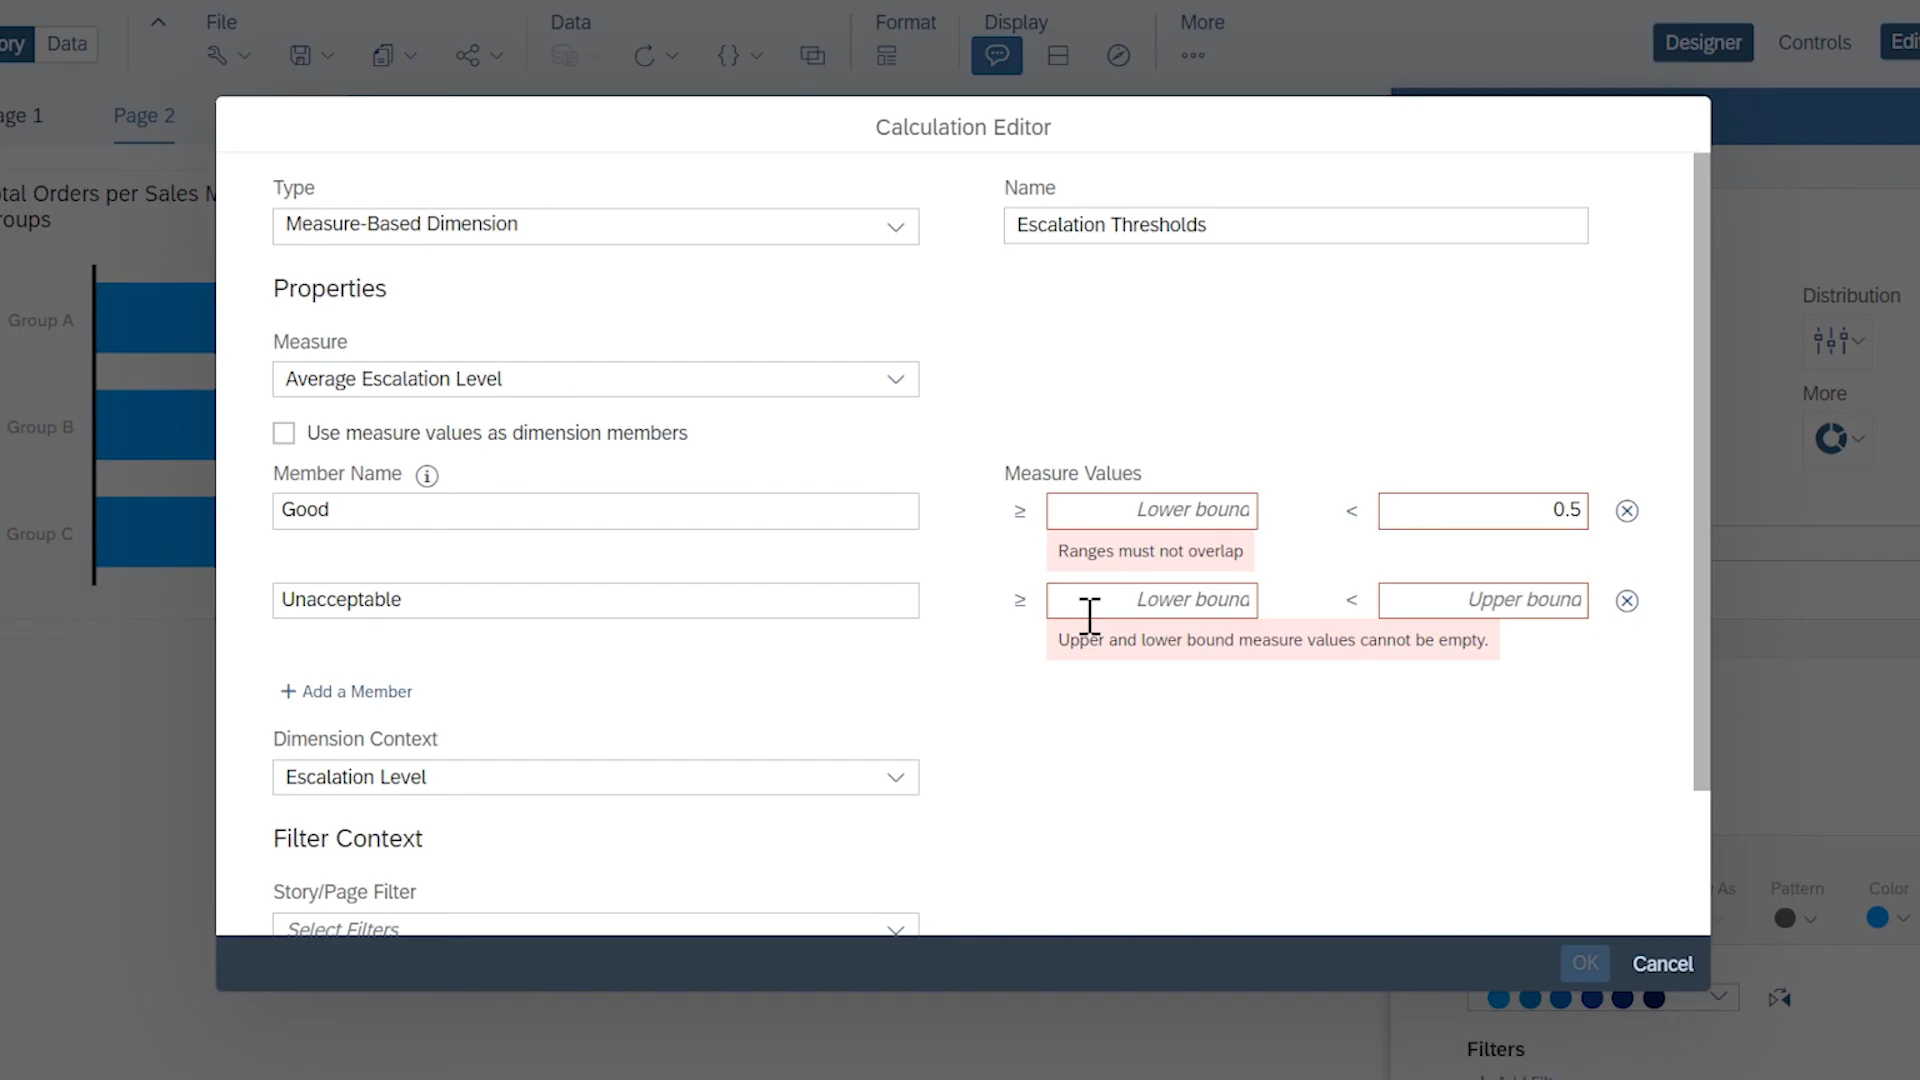 File
Data
Format
Display
More
ory
Data
Designer
Controls
Edi
age 1
Page 2
Calculation Editor
otal Orders per Sales M
roups
Group A
Group B
Group C
Type
Measure-Based Dimension
Name
Escalation Thresholds
Properties
Measure
Average Escalation Level
Use measure values as dimension members
Member Name
Measure Values
Good
≥
Lower bound
<
0.5
Ranges must not overlap
Unacceptable
≥
Lower bound
<
Upper bound
Upper and lower bound measure values cannot be empty.
+ Add a Member
Dimension Context
Escalation Level
Filter Context
Story/Page Filter
Select Filters
OK
Cancel
Distribution
More
As
Pattern
Color
Filters